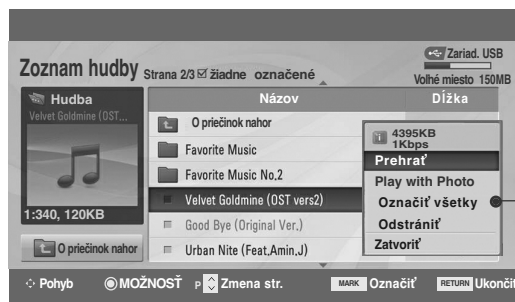 Zariad. USB
Zoznam hudby Strana 2/3 ☑ žiadne označené
Voľné miesto 150MB
Hudba
Velvet Goldmine (OST...
1:340, 120KB
O priečinok nahor
Názov Dĺžka
O priečinok nahor
Favorite Music
Favorite Music No.2
Velvet Goldmine (OST vers2)
Good Bye (Original Ver.)
Urban Nite (Feat.Amin.J)
4395KB
1Kbps
Prehrať
Play with Photo
Označiť všetky
Odstrániť
Zatvoriť
Pohyb MOŽNOSŤ P Zmena str. MARK Označiť RETURN Ukončiť